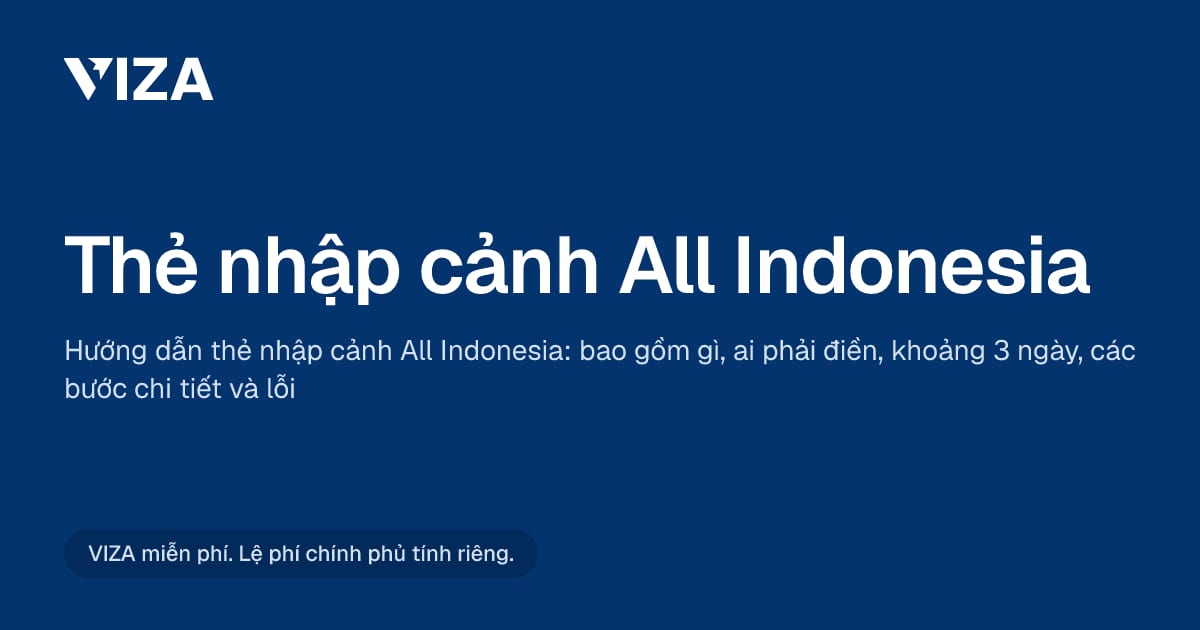 VIZA
Thẻ nhập cảnh All Indonesia
Hướng dẫn thẻ nhập cảnh All Indonesia: bao gồm gì, ai phải điền, khoảng 3 ngày, các
bước chi tiết và lỗi
VIZA miễn phí. Lệ phí chính phủ tính riêng.